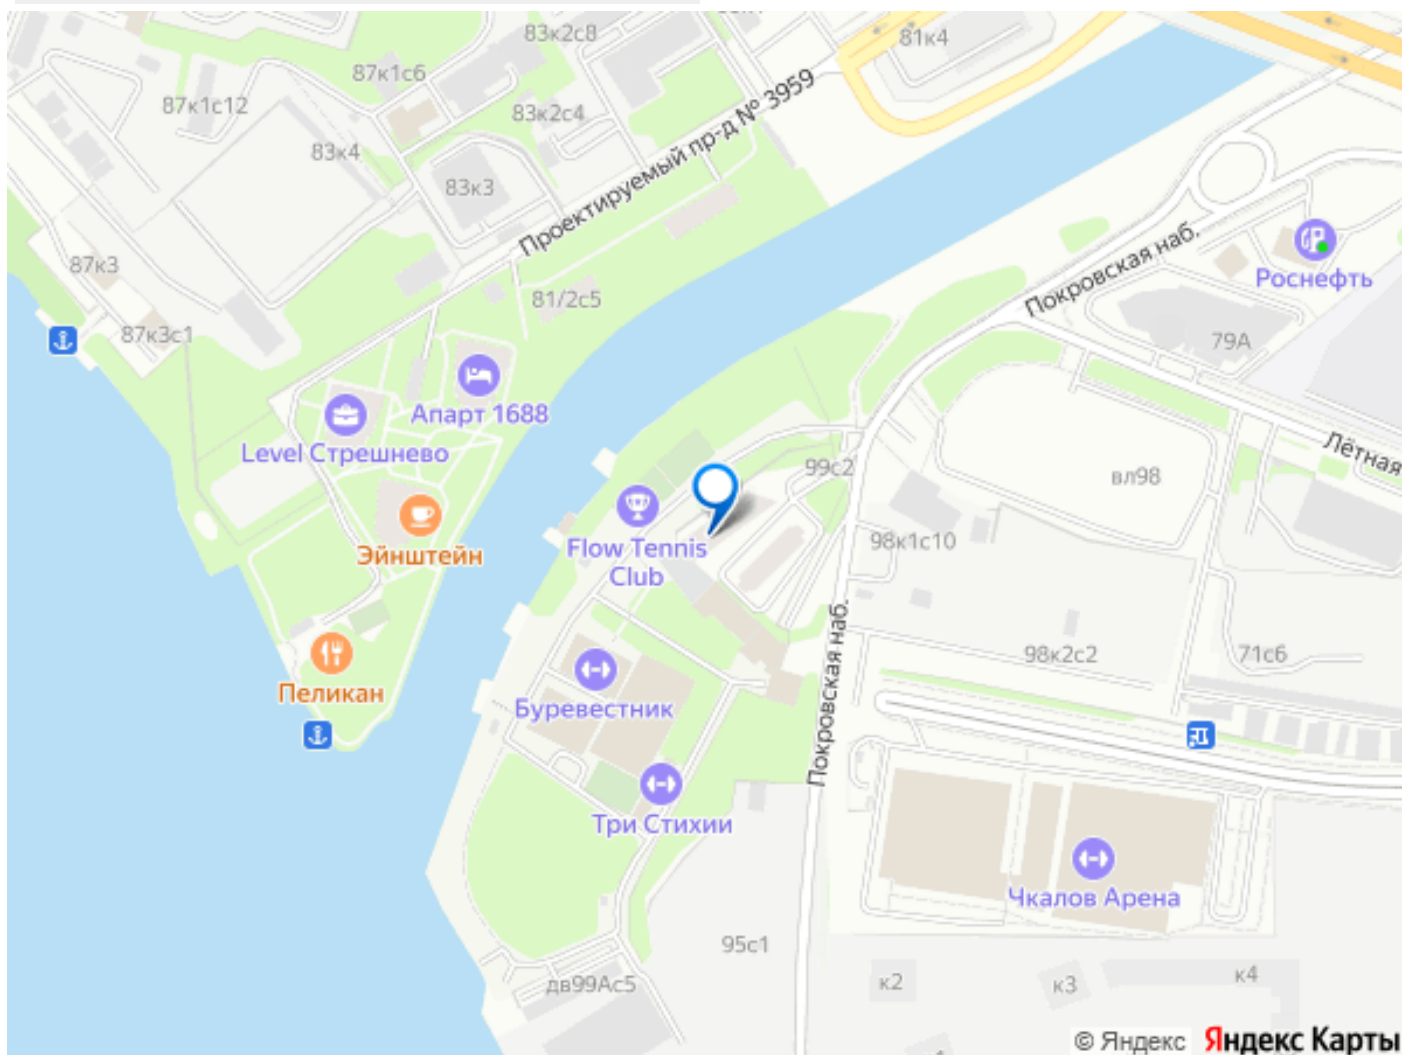 83к2с8
81к4
87к1с6
87к1с12
83к2с4
83к4
Проектируемый пр-д № 3959
83к3
Покровская наб.
87к3
Роснефть
81/2с5
87к3с1
79А
Апарт 1688
Level Стрешнево
Лётная
99с2
вл98
Эйнштейн
Flow Tennis
Club
98к1с10
Покровская наб.
98к2с2
71с6
Пеликан
Буревестник
Три Стихии
Чкалов Арена
95с1
дв99Ас5
к2
к3
к4
© Яндекс
Яндекс Карты